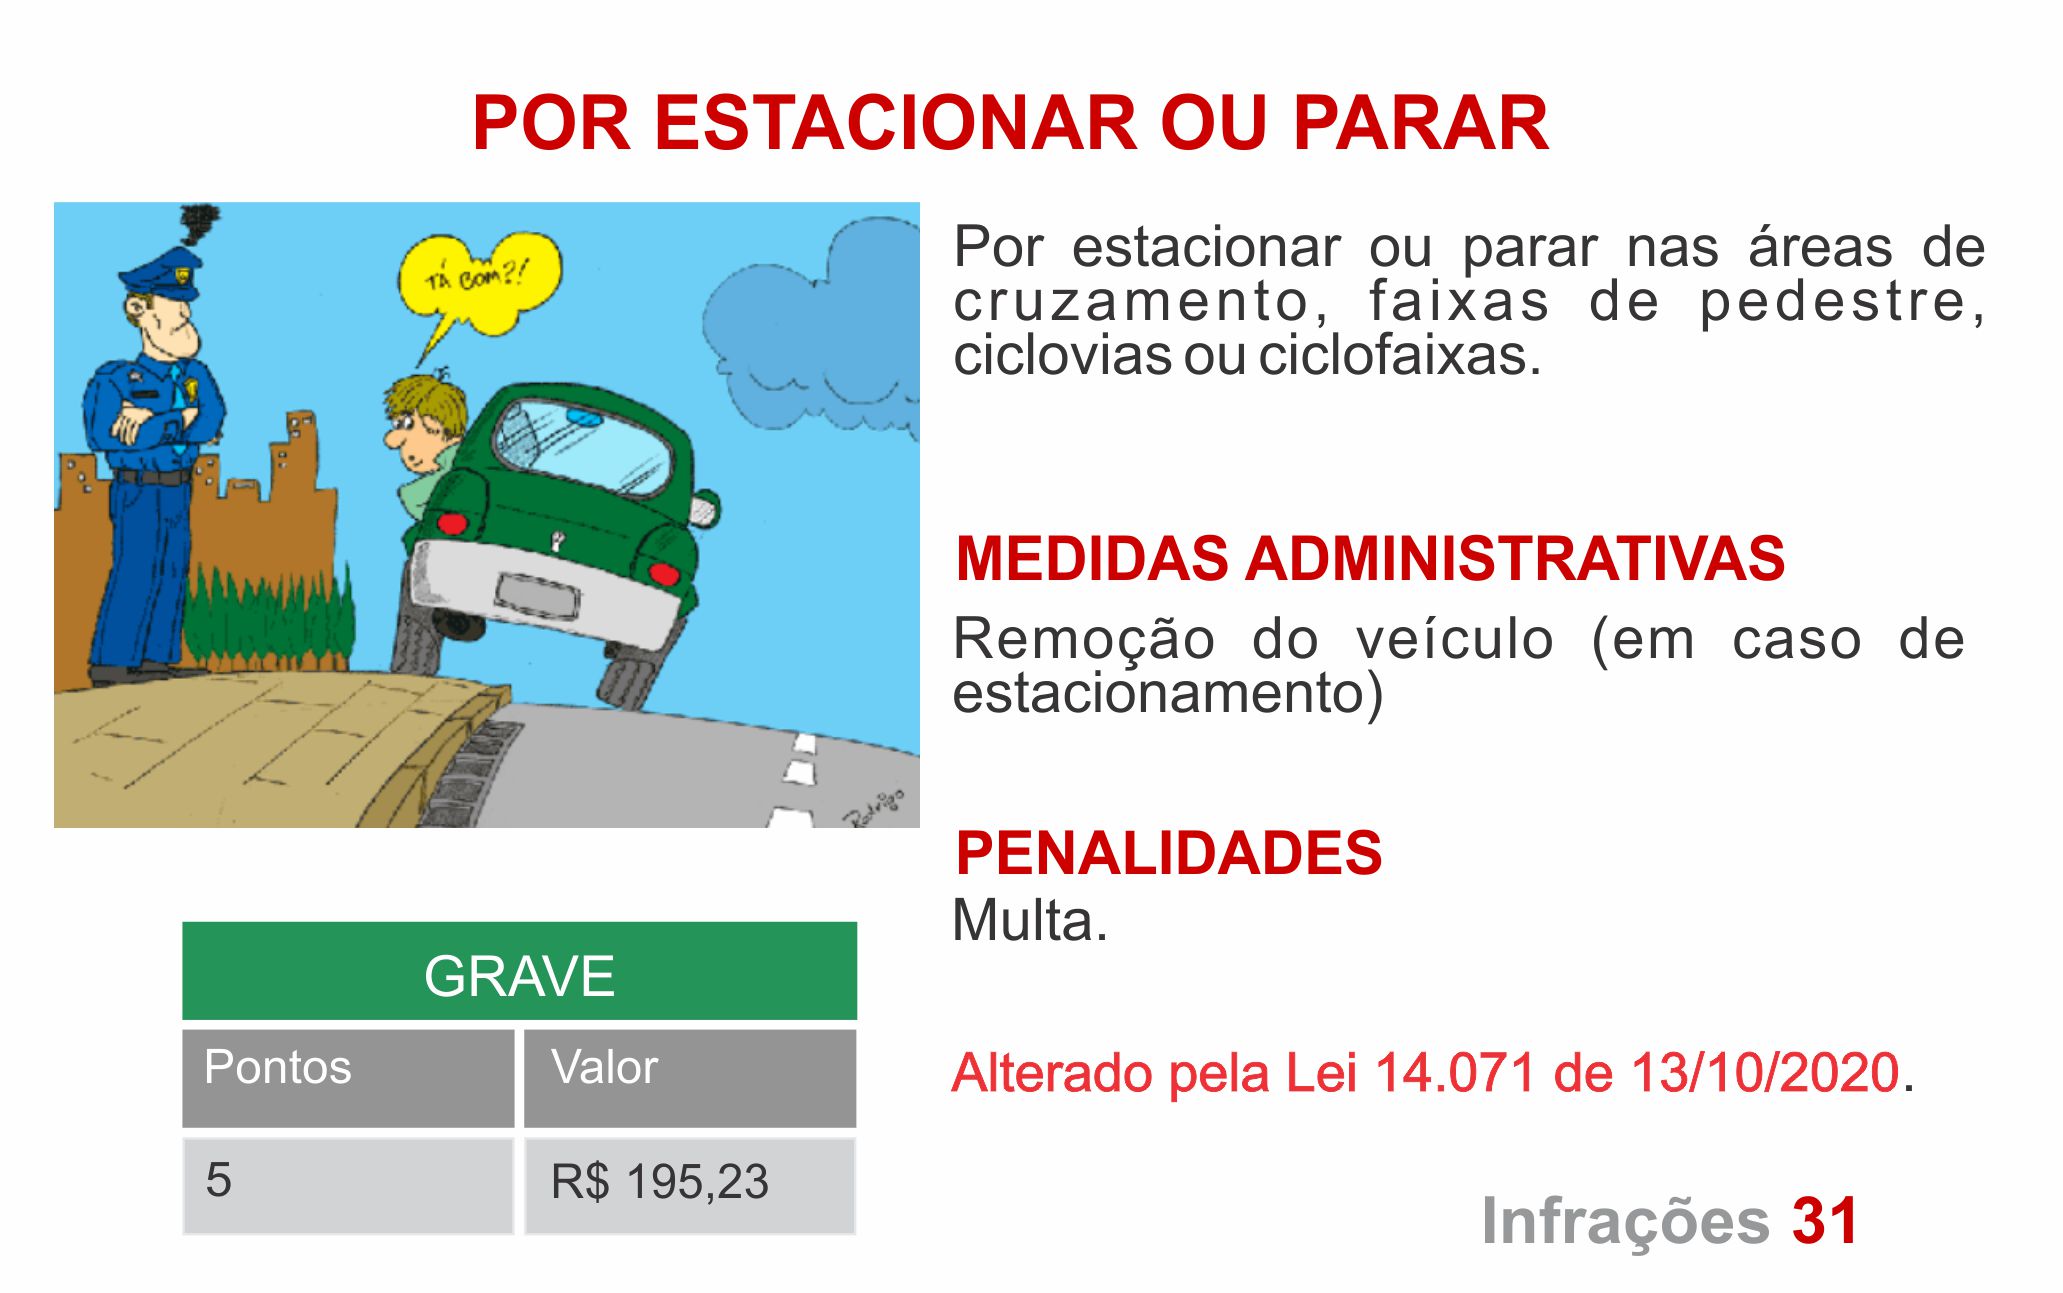 POR ESTACIONAR OU PARAR
TÁ BOM?!
Por estacionar ou parar nas áreas de
cruzamento, faixas de pedestre,
ciclovias ou ciclofaixas.
MEDIDAS ADMINISTRATIVAS
Remoção do veículo (em caso de
estacionamento)
Rodrigo
PENALIDADES
Multa.
GRAVE
Pontos Valor
5 R$ 195,23
Alterado pela Lei 14.071 de 13/10/2020.
Infrações 31